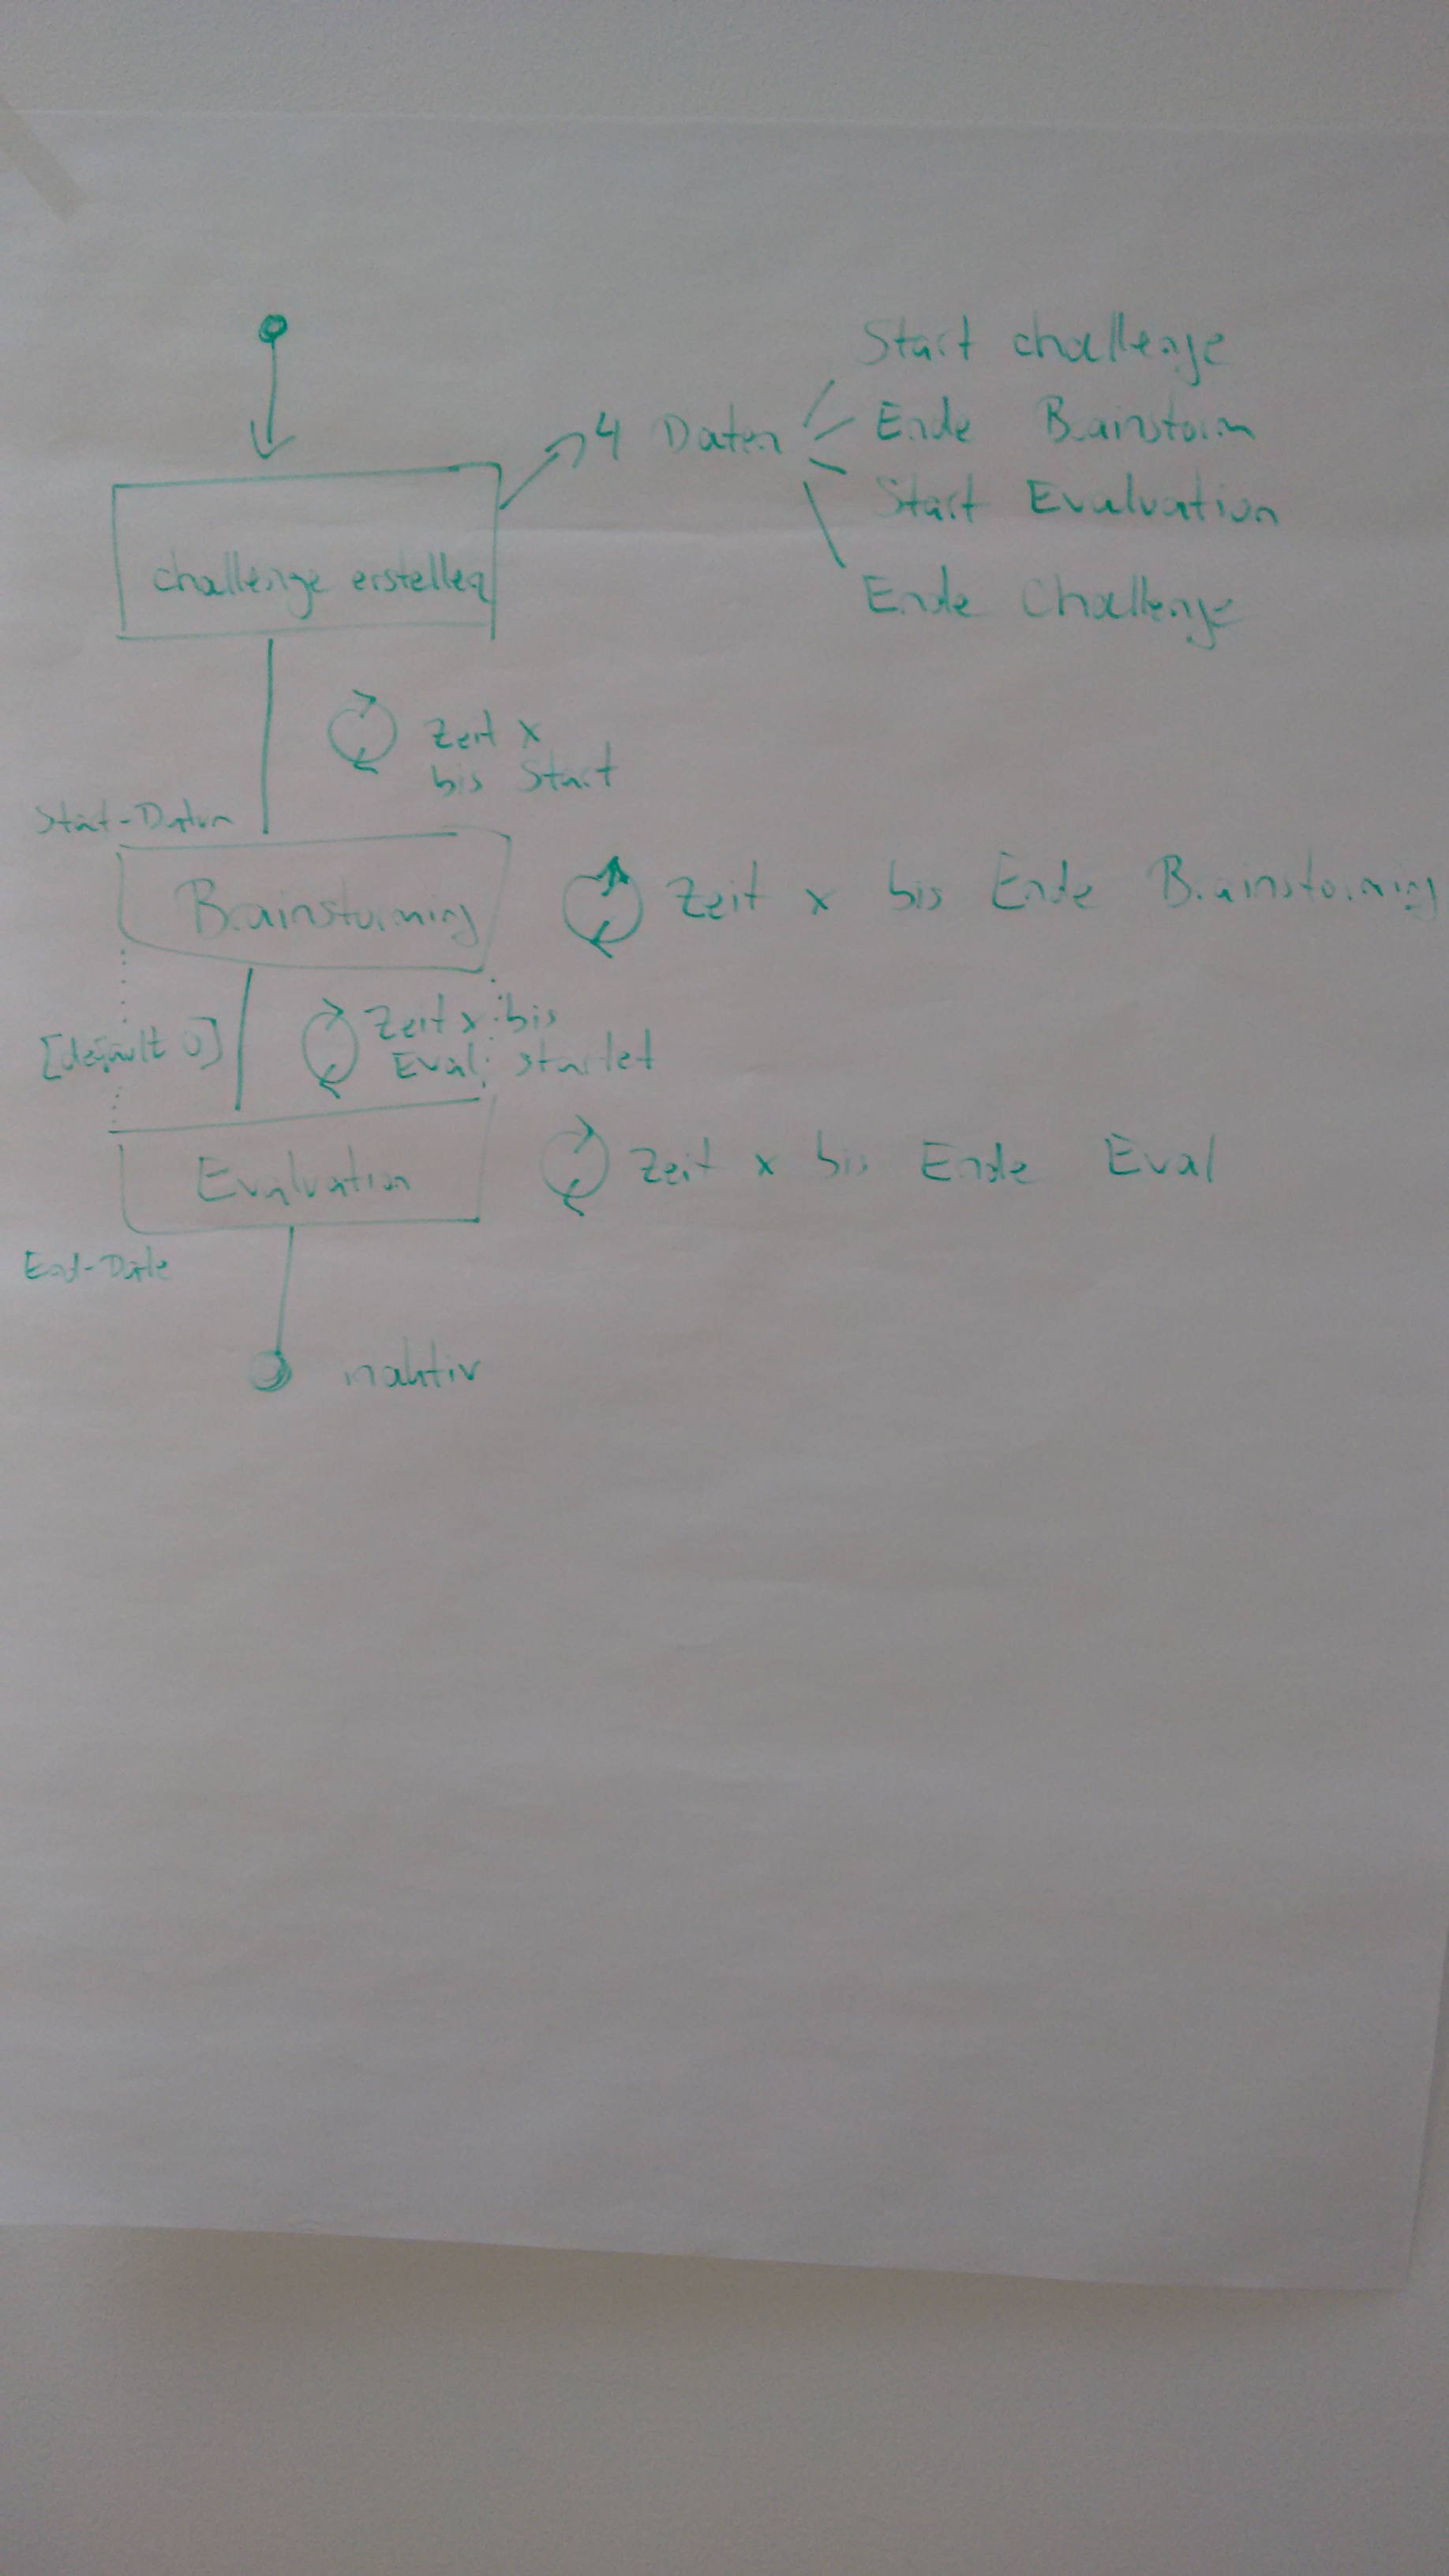 Start challenge
4 Daten
Ende Brainstorm
Start Evaluation
Ende Challenge
challenge erstellen
Zeit x
bis Start
Start-Datum
Brainstorming
Zeit x bis Ende Brainstorming
[default 0]
Zeit x bis
Eval. startet
Evaluation
Zeit x bis Ende Eval
End-Date
inaktiv